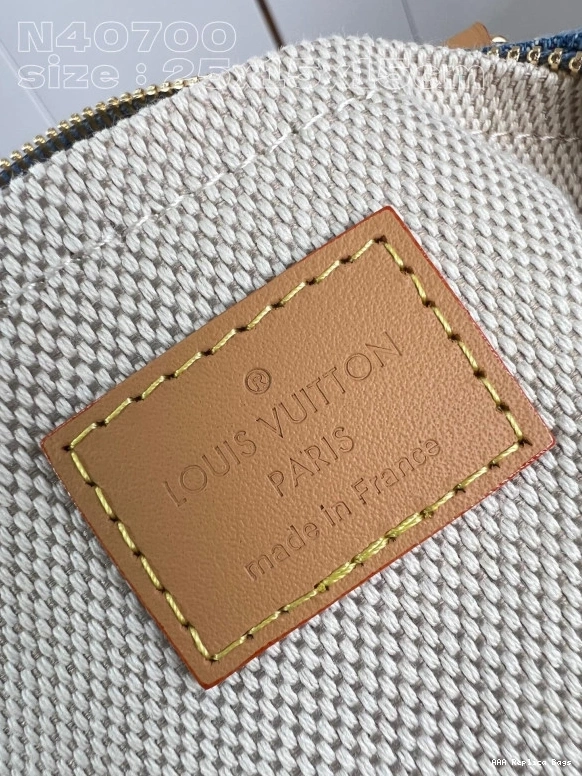 N40700
size : 25
®
LOUIS VUITTON
PARIS
made in France
AAA Replica Bags